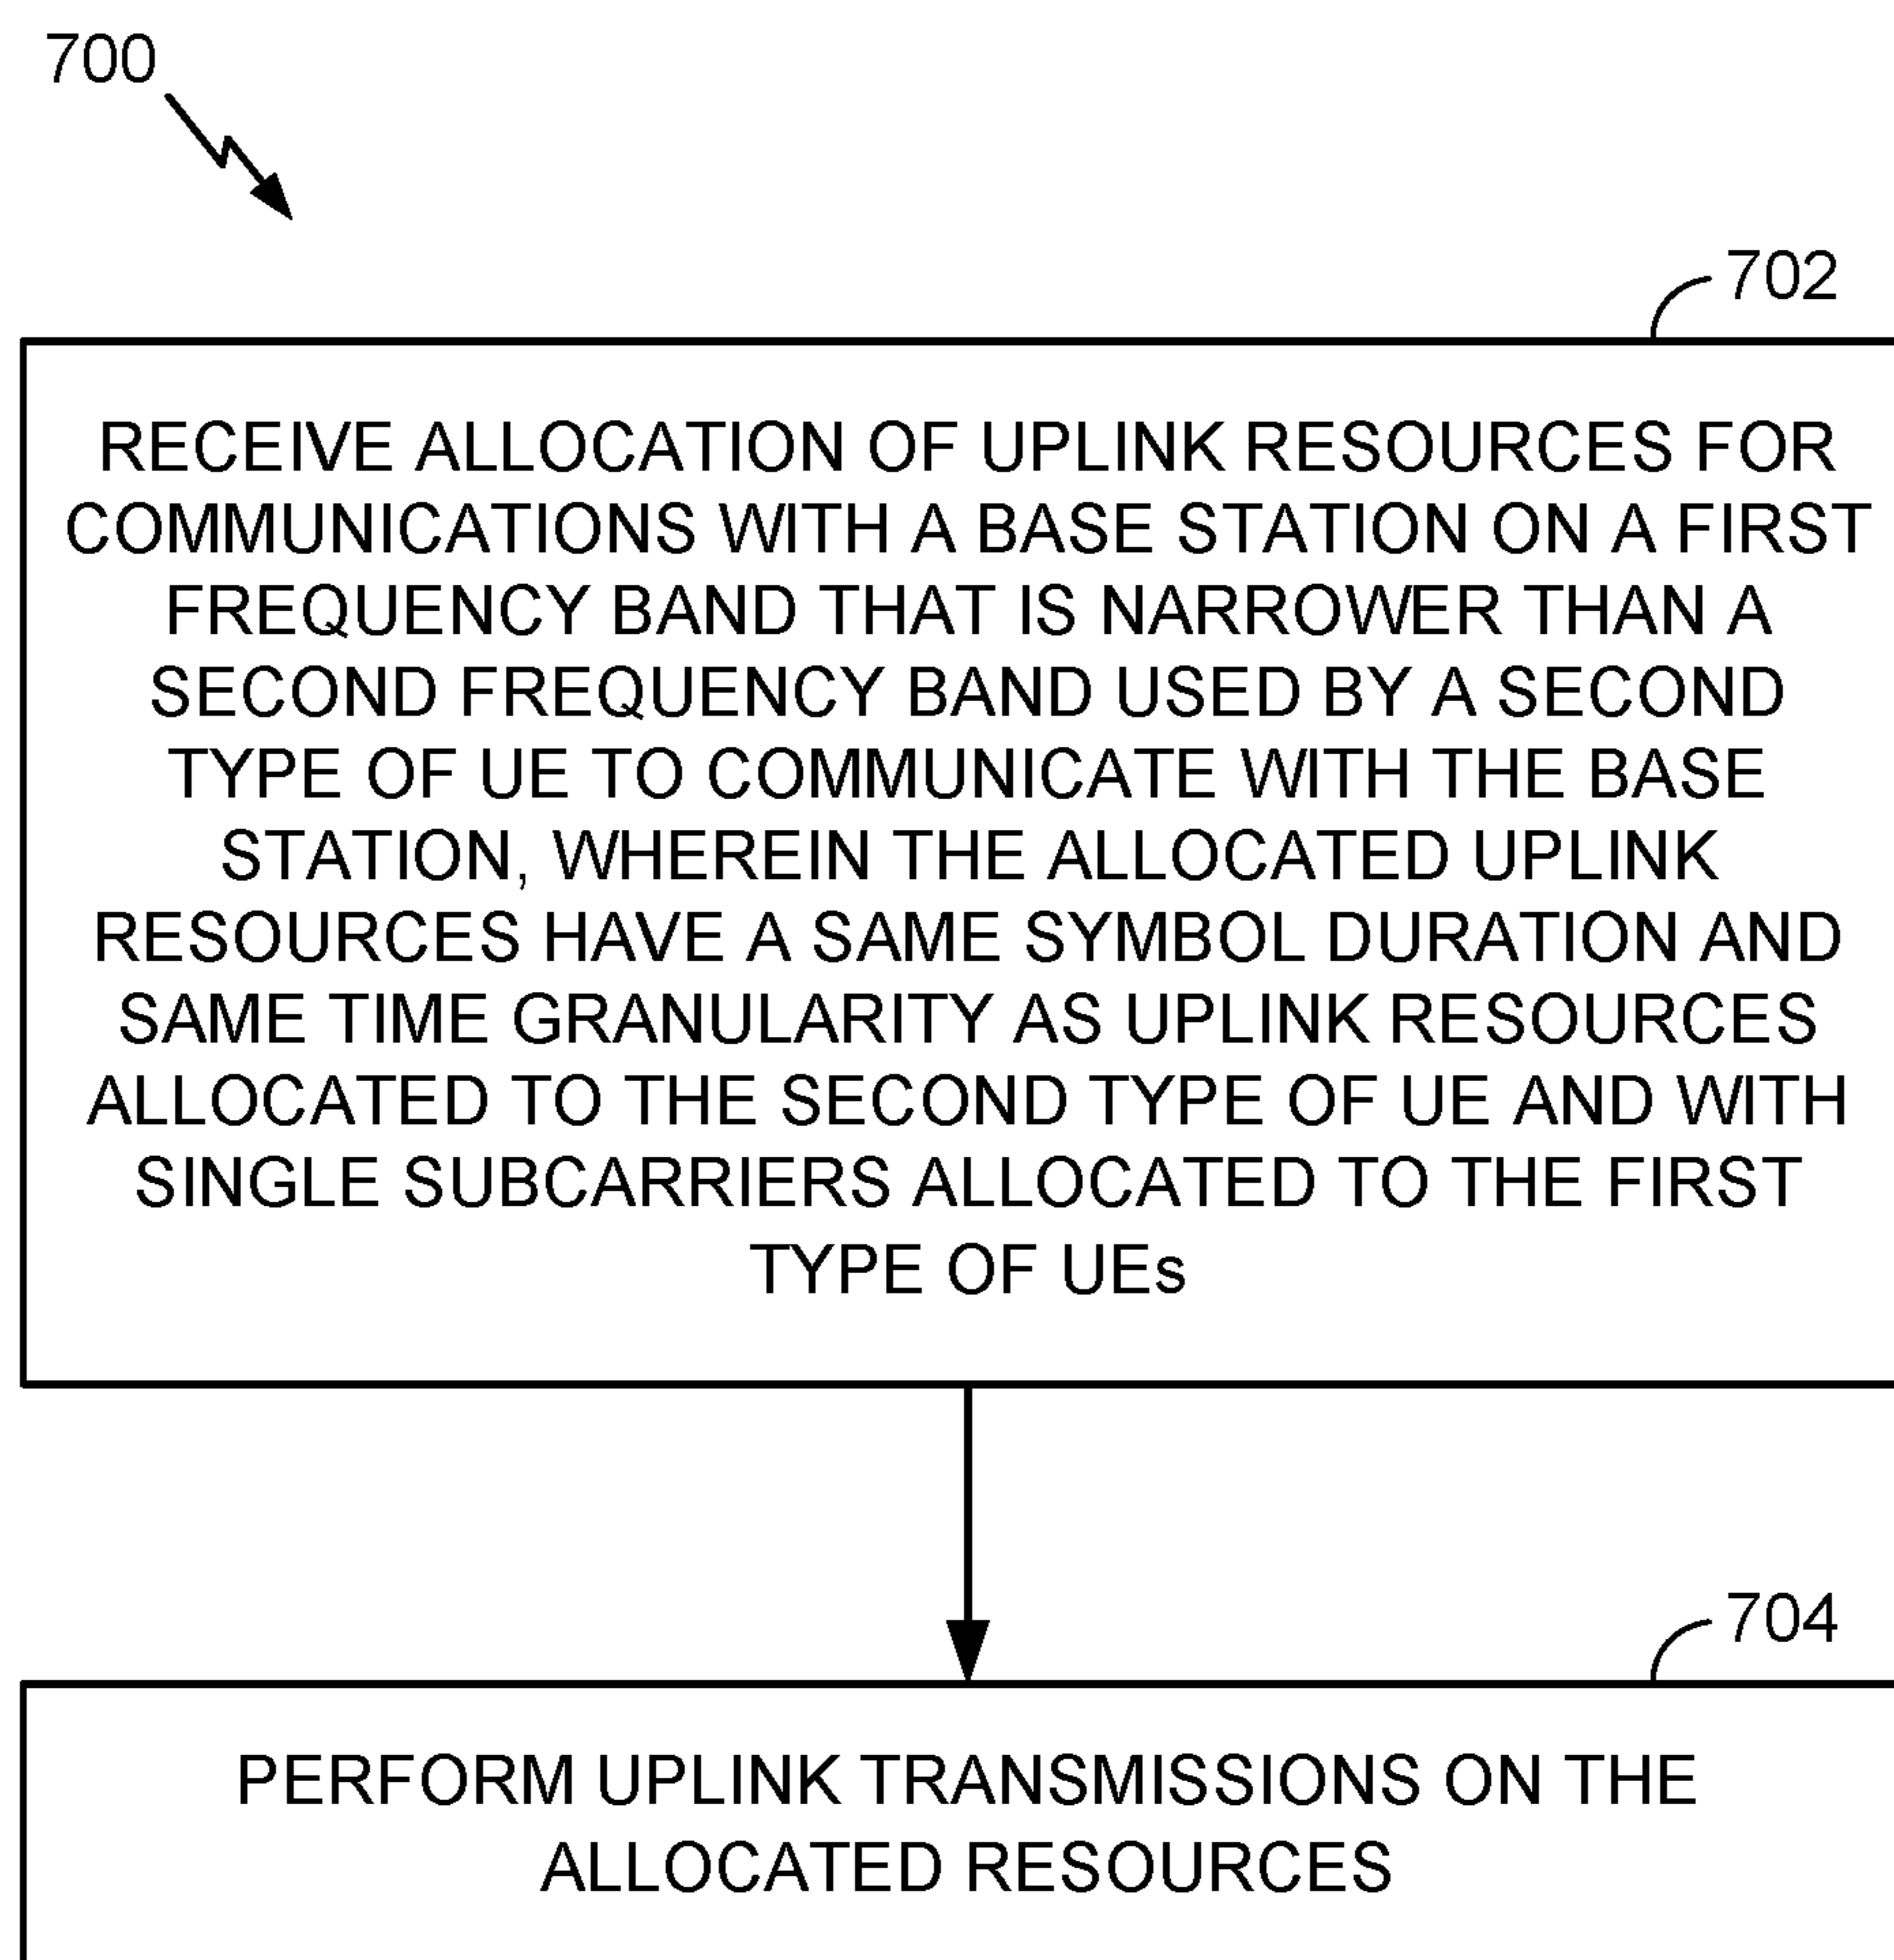 700
702
RECEIVE ALLOCATION OF UPLINK RESOURCES FOR
COMMUNICATIONS WITH A BASE STATION ON A FIRST
FREQUENCY BAND THAT IS NARROWER THAN A
SECOND FREQUENCY BAND USED BY A SECOND
TYPE OF UE TO COMMUNICATE WITH THE BASE
STATION, WHEREIN THE ALLOCATED UPLINK
RESOURCES HAVE A SAME SYMBOL DURATION AND
SAME TIME GRANULARITY AS UPLINK RESOURCES
ALLOCATED TO THE SECOND TYPE OF UE AND WITH
SINGLE SUBCARRIERS ALLOCATED TO THE FIRST
TYPE OF UEs
704
PERFORM UPLINK TRANSMISSIONS ON THE
ALLOCATED RESOURCES